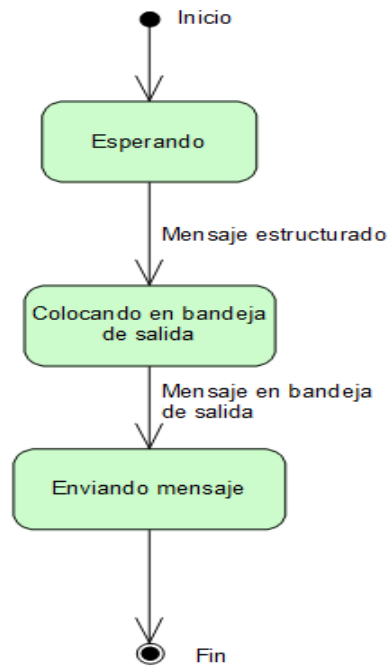 Inicio
Esperando
Mensaje estructurado
Colocando en bandeja
de salida
Mensaje en bandeja
de salida
Enviando mensaje
Fin